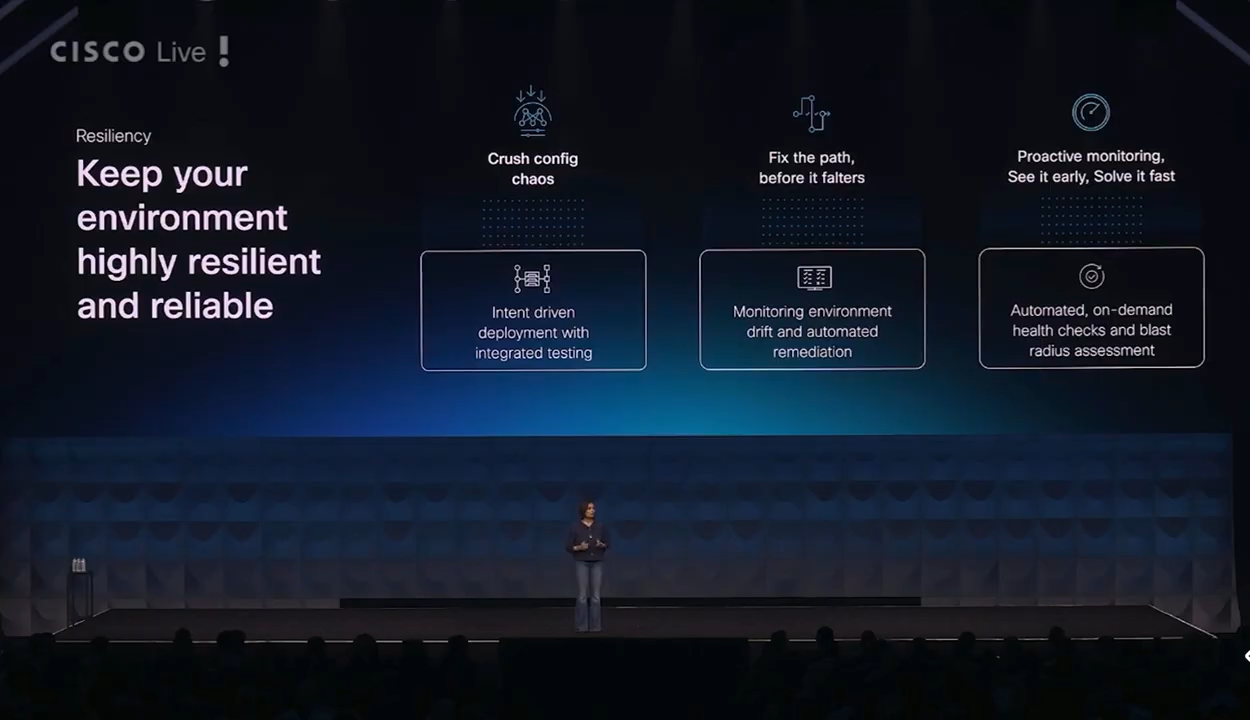 CISCO Live !
Resiliency
Keep your
environment
highly resilient
and reliable
Crush config
chaos
Intent driven
deployment with
integrated testing
Fix the path,
before it falters
Monitoring environment
drift and automated
remediation
Proactive monitoring,
See it early, Solve it fast
Automated, on-demand
health checks and blast
radius assessment